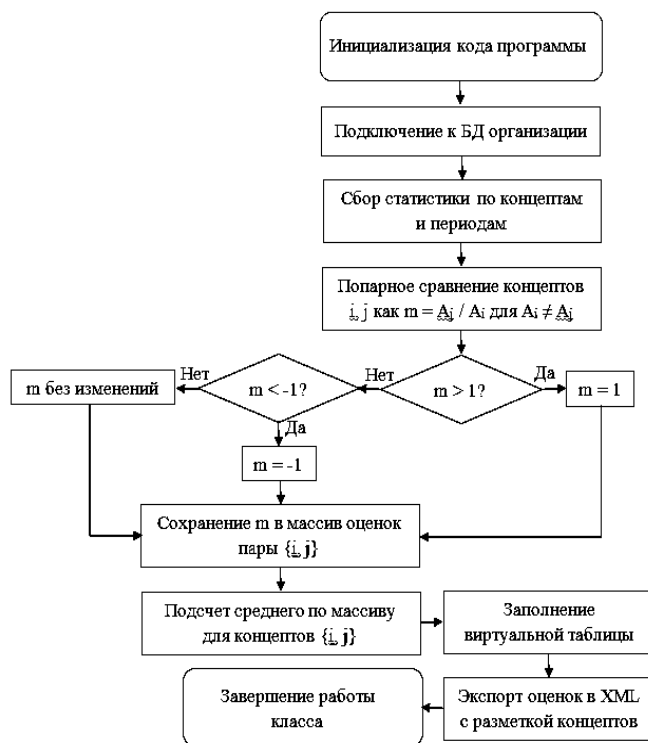 Инициализация кода программы
Подключение к БД организации
Сбор статистики по концептам
и периодам
Попарное сравнение концептов
i, j как m = Aj / Ai для Ai ≠ Aj
m > 1?
Да
m = 1
Нет
m < -1?
Нет
m без изменений
Да
m = -1
Сохранение m в массив оценок
пары {i, j}
Подсчет среднего по массиву
для концептов {i, j}
Заполнение
виртуальной таблицы
Экспорт оценок в XML
с разметкой концептов
Завершение работы
класса